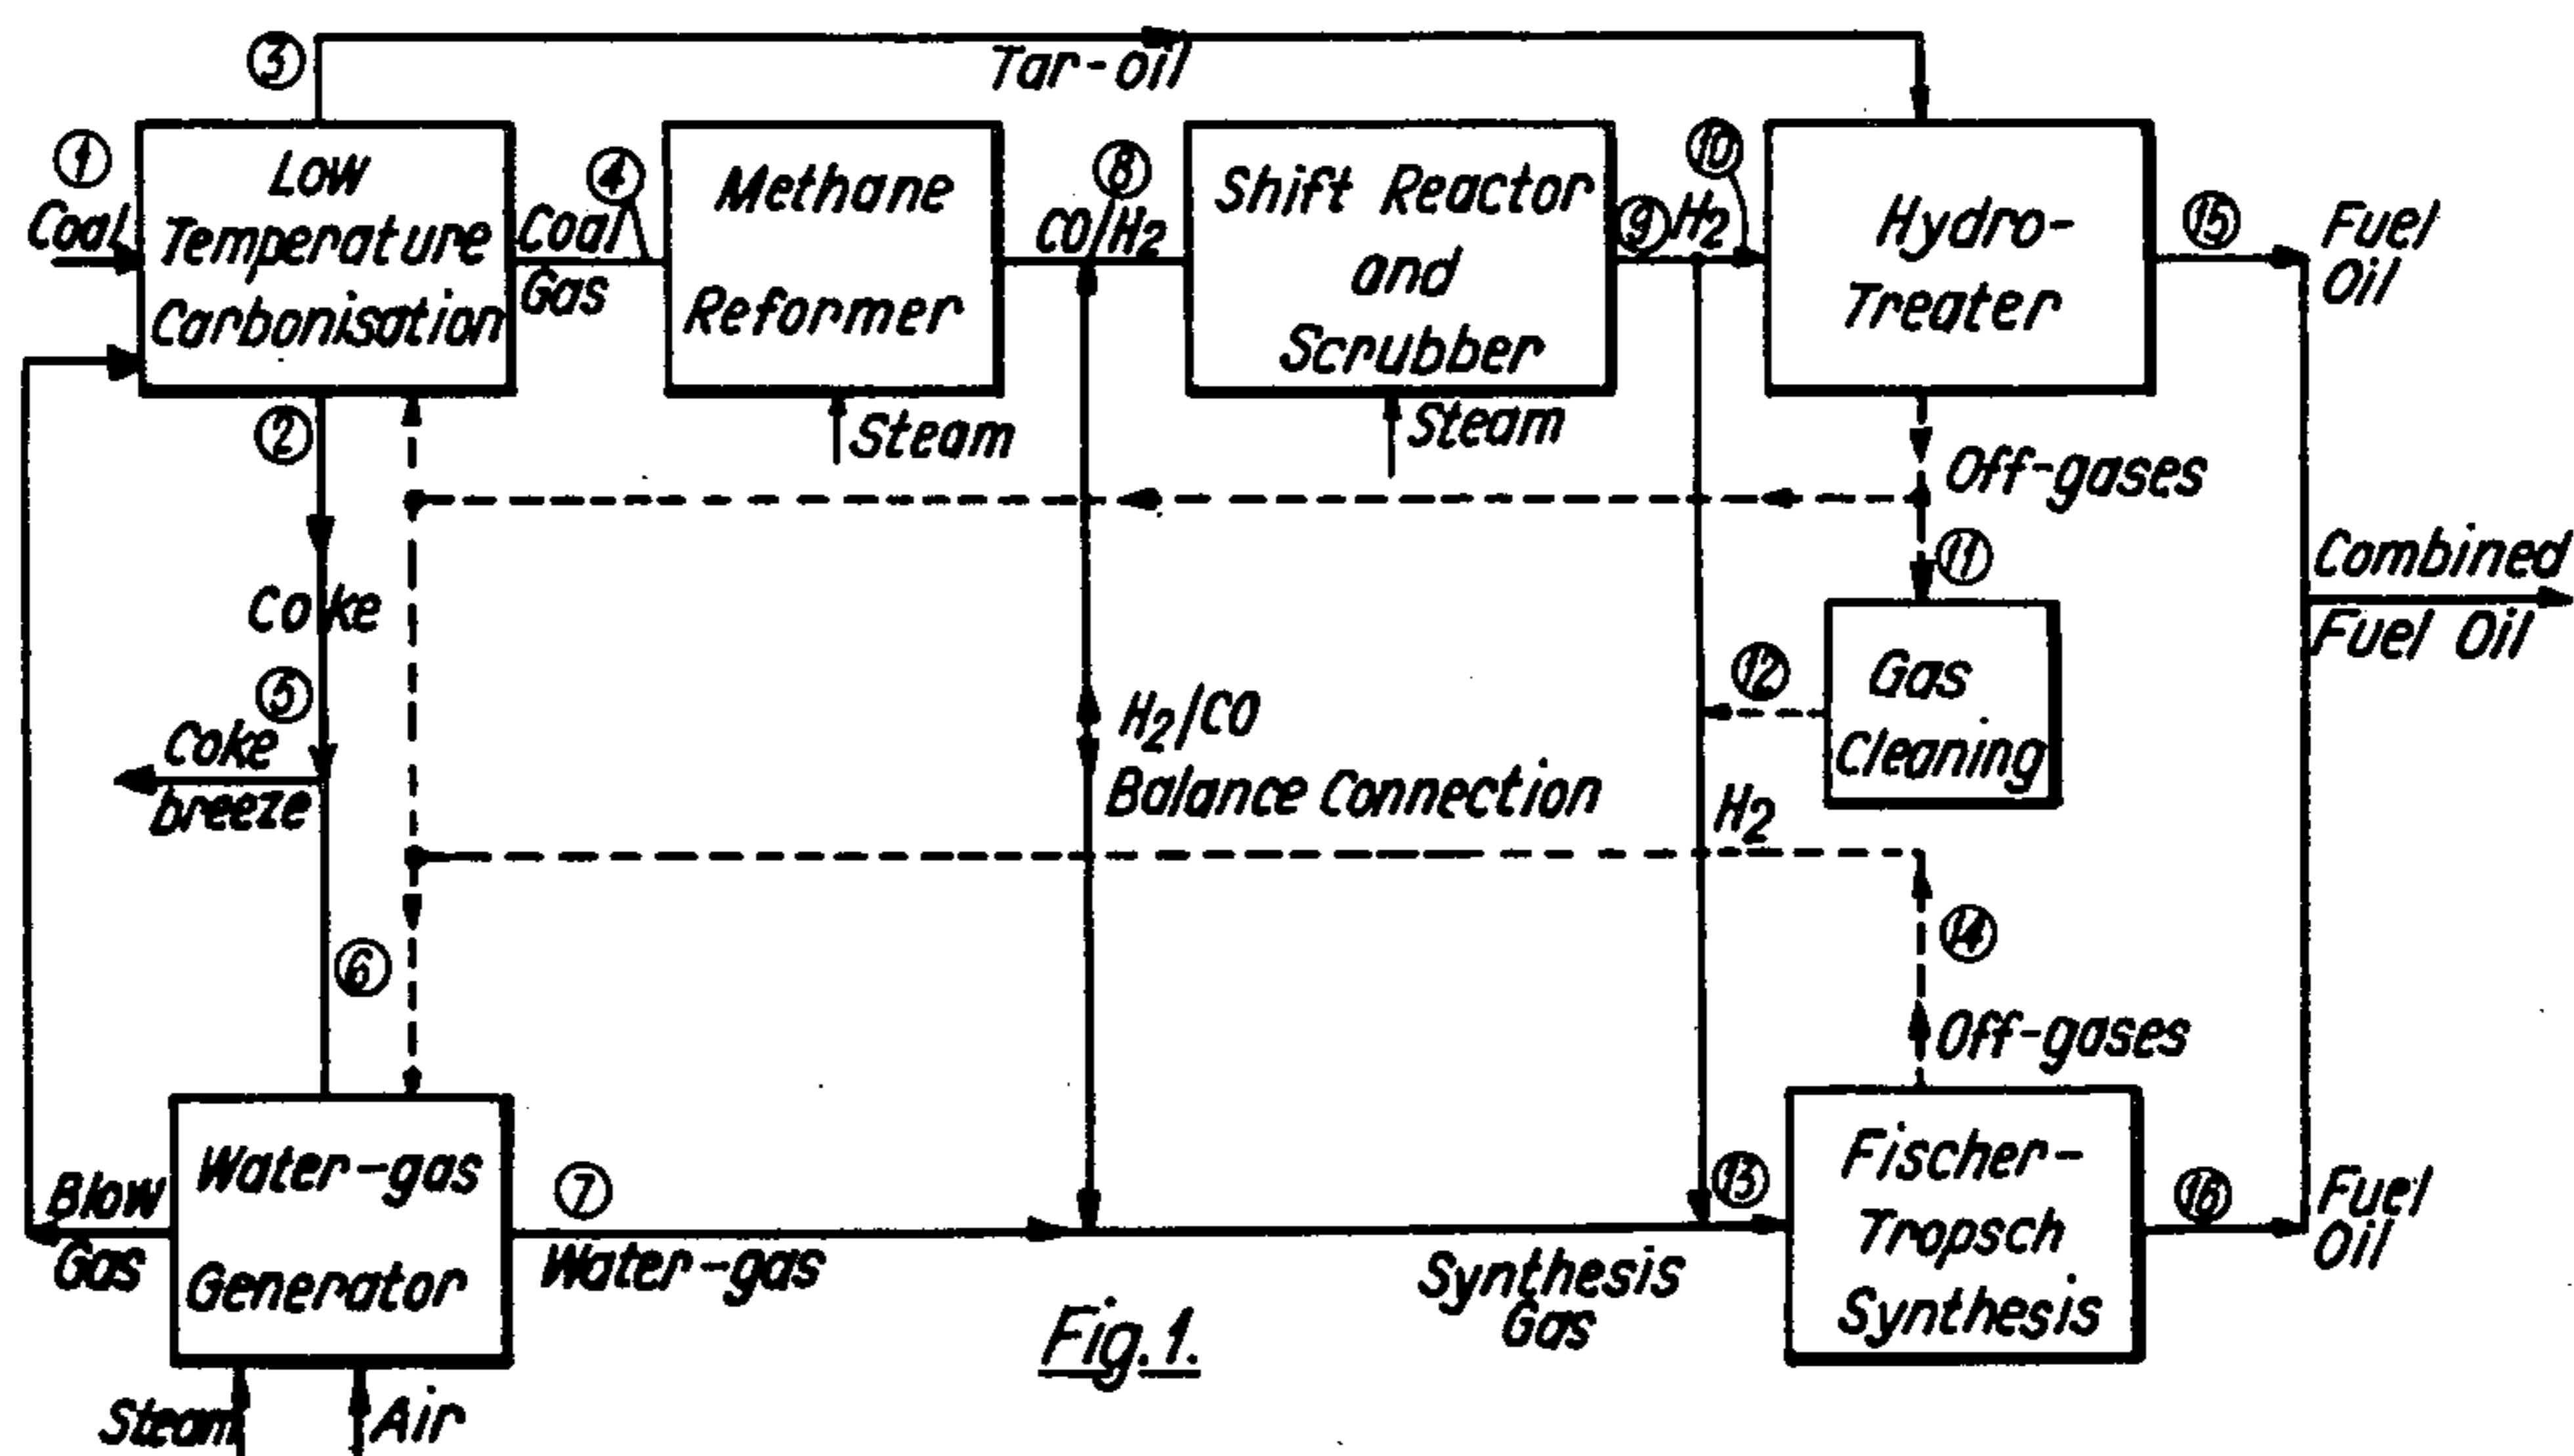 ③
Tar-oil
①
Coal
Low
Temperature
Carbonisation
④
Coal
Gas
Methane
Reformer
⑧
CO/H2
Shift Reactor
and
Scrubber
⑨
H2
⑩
Hydro-
Treater
⑮
Fuel
Oil
②
Steam
Steam
Off-gases
Coke
⑪
Combined
Fuel Oil
⑤
Coke
breeze
H2/CO
Balance Connection
⑫
Gas
Cleaning
H2
⑥
⑭
Off-gases
Blow
Gas
Water-gas
Generator
⑦
Water-gas
Synthesis
Gas
⑬
Fischer-
Tropsch
Synthesis
⑯
Fuel
Oil
Steam
Air
Fig.1.